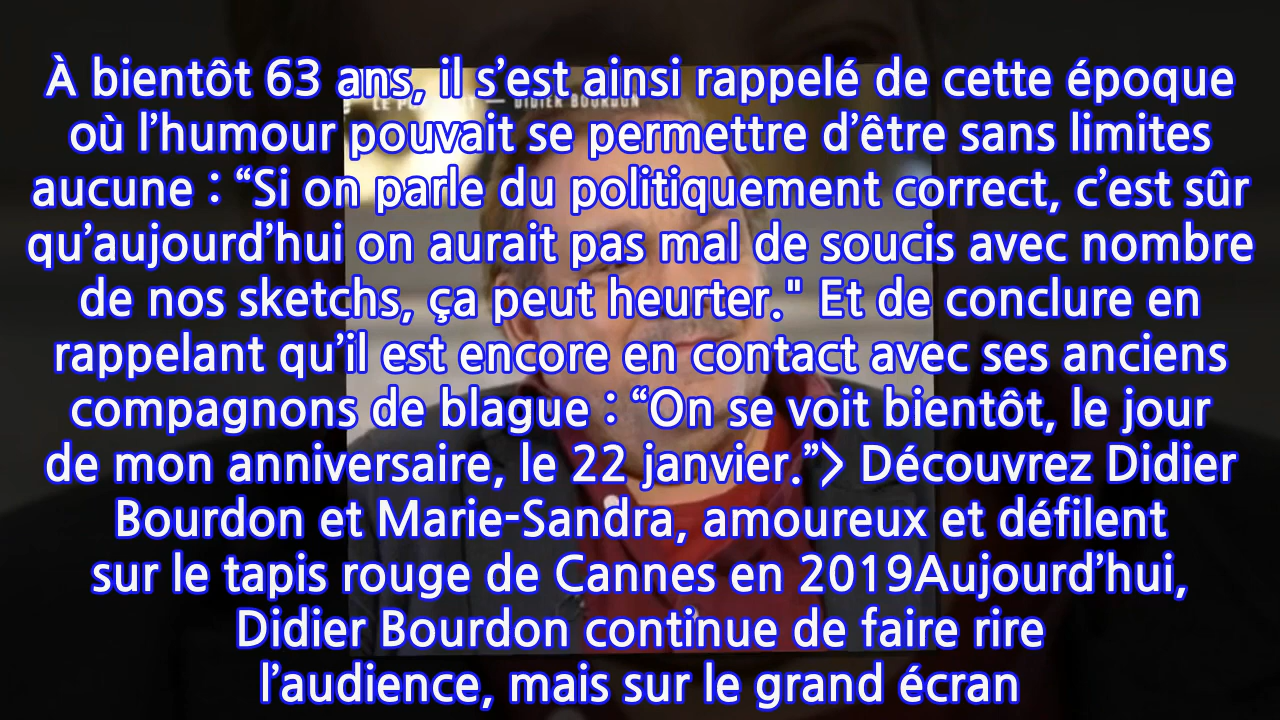 À bientôt 63 ans, il s’est ainsi rappelé de cette époque
où l’humour pouvait se permettre d’être sans limites
aucune : “Si on parle du politiquement correct, c’est sûr
qu’aujourd’hui on aurait pas mal de soucis avec nombre
de nos sketchs, ça peut heurter." Et de conclure en
rappelant qu’il est encore en contact avec ses anciens
compagnons de blague : “On se voit bientôt, le jour
de mon anniversaire, le 22 janvier.”> Découvrez Didier
Bourdon et Marie-Sandra, amoureux et défilent
sur le tapis rouge de Cannes en 2019Aujourd’hui,
Didier Bourdon continue de faire rire
l’audience, mais sur le grand écran
DIDIER BOURDON